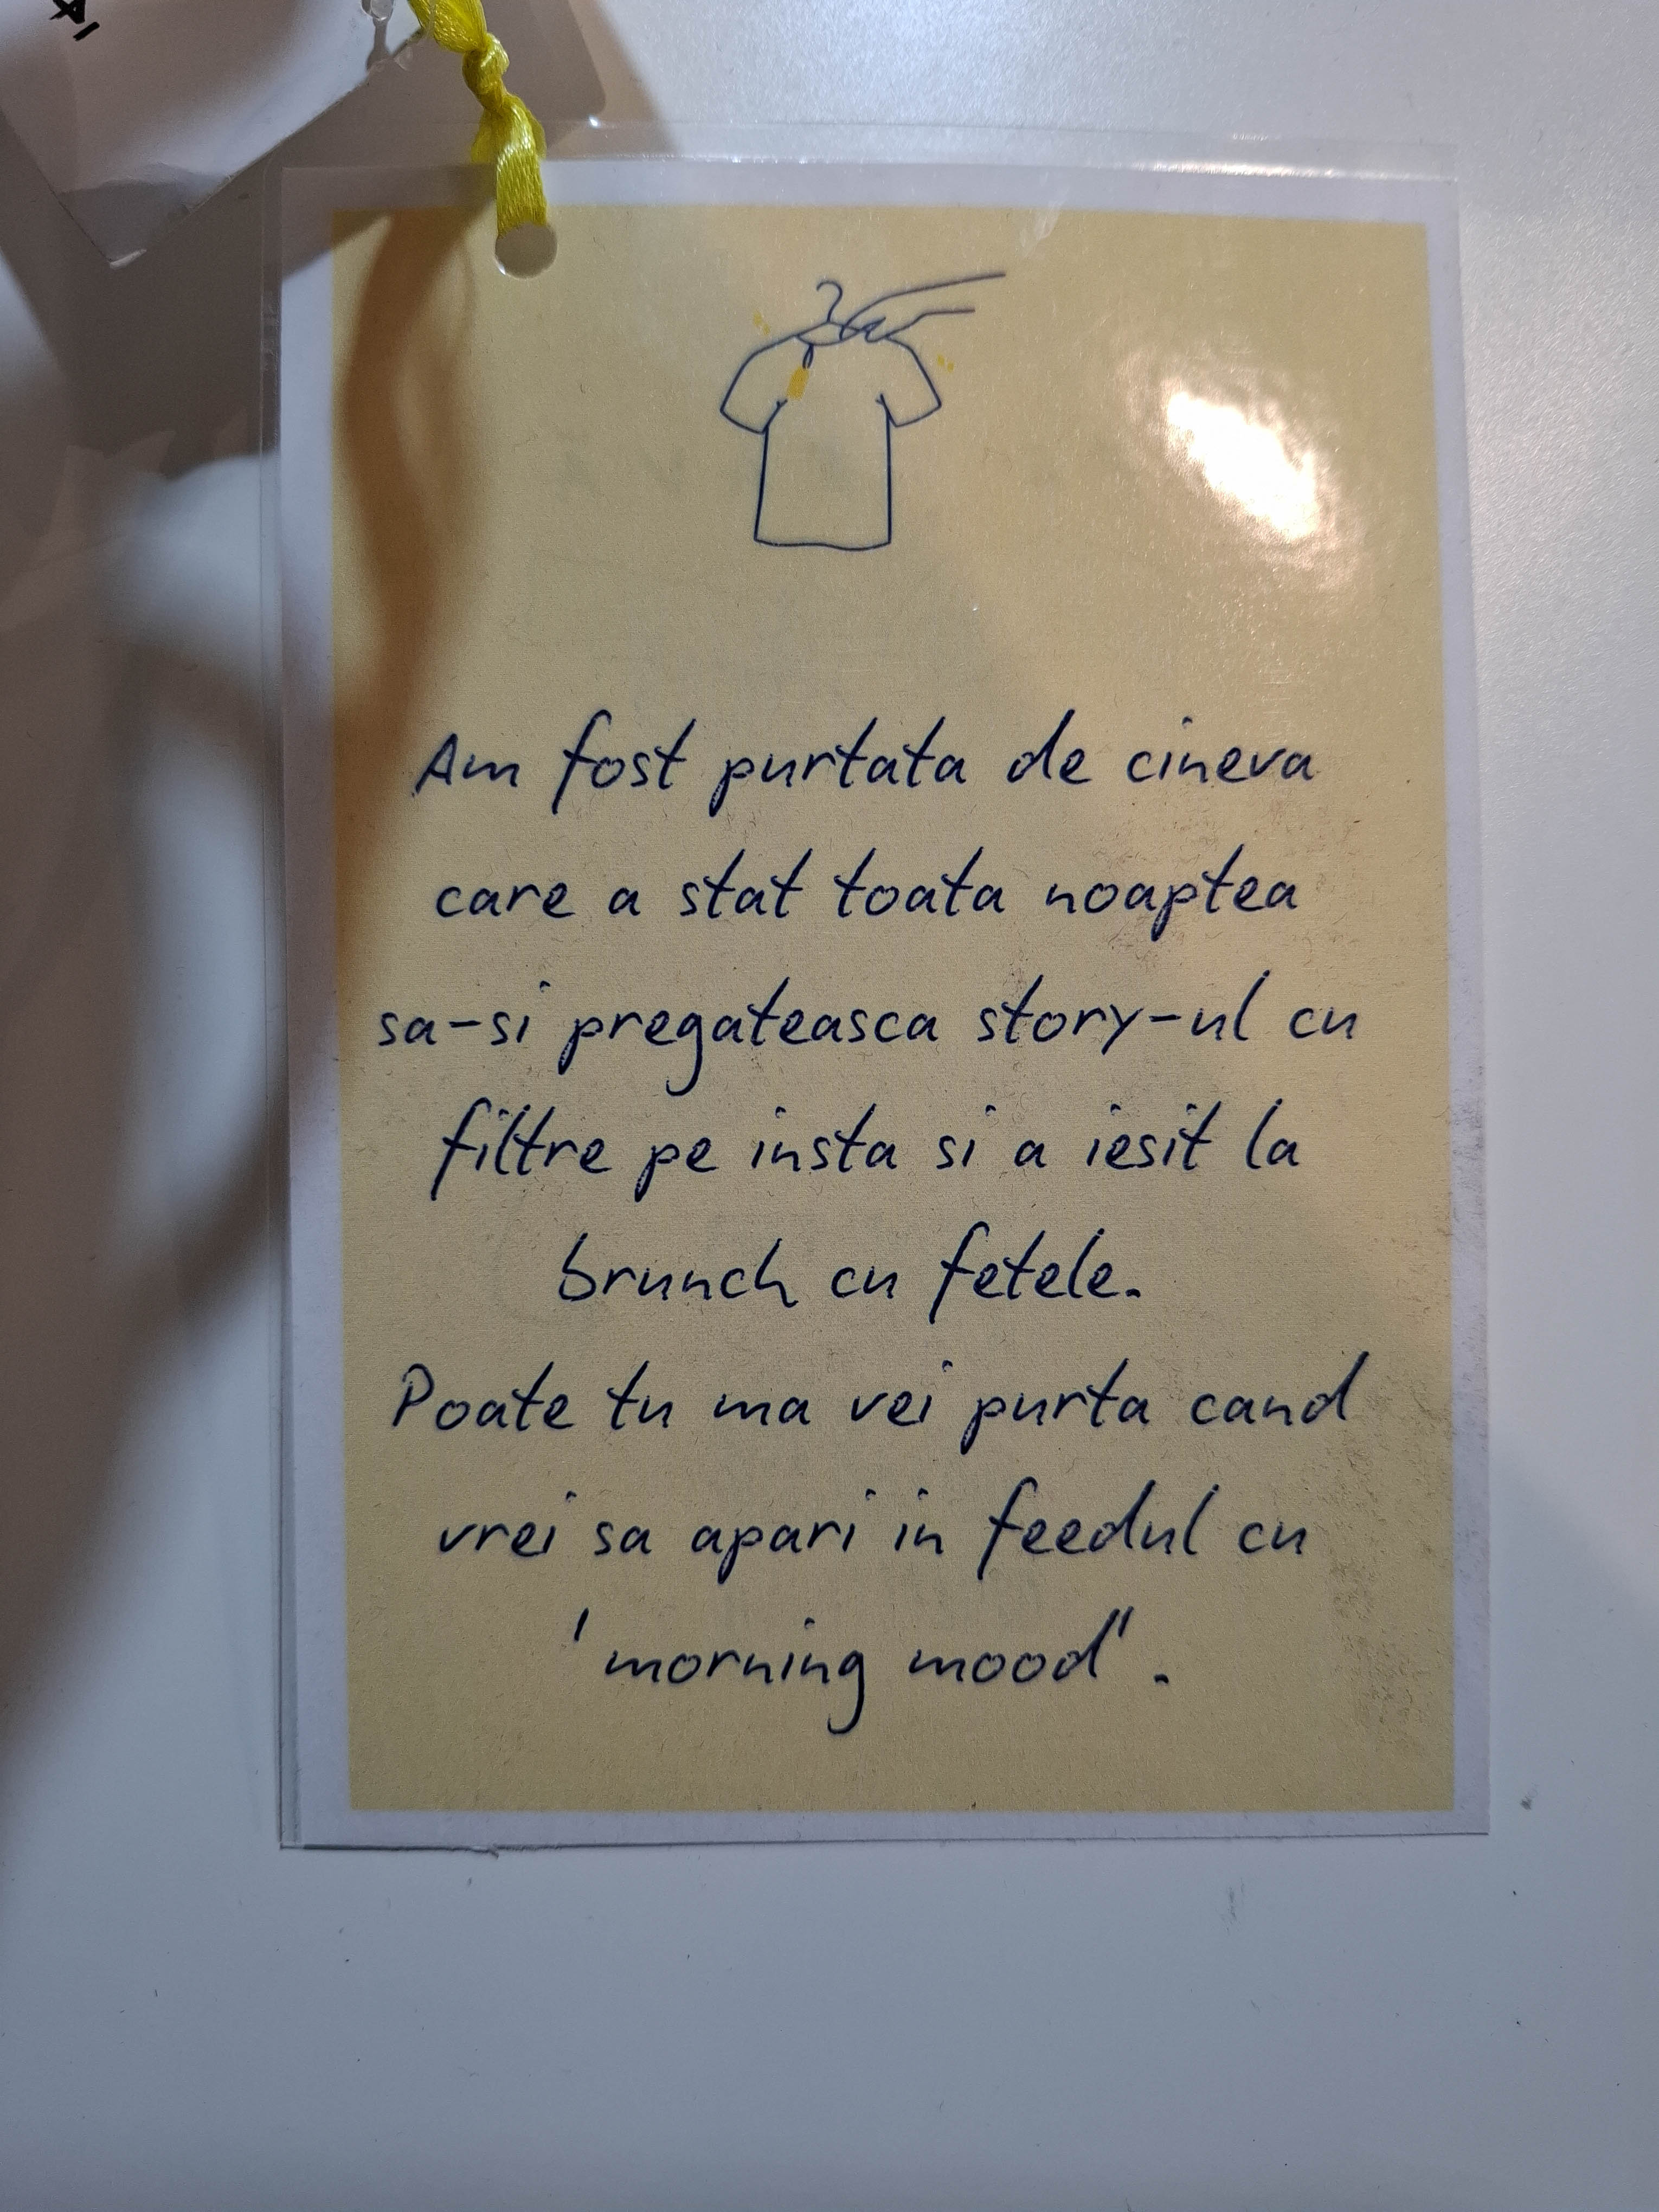 Am fost purtata de cineva
care a stat toata noaptea
sa-si pregateasca story-ul cu
filtre pe insta si a iesit la
brunch cu fetele.
Poate tu ma vei purta cand
vrei sa apari in feedul cu
'morning mood".